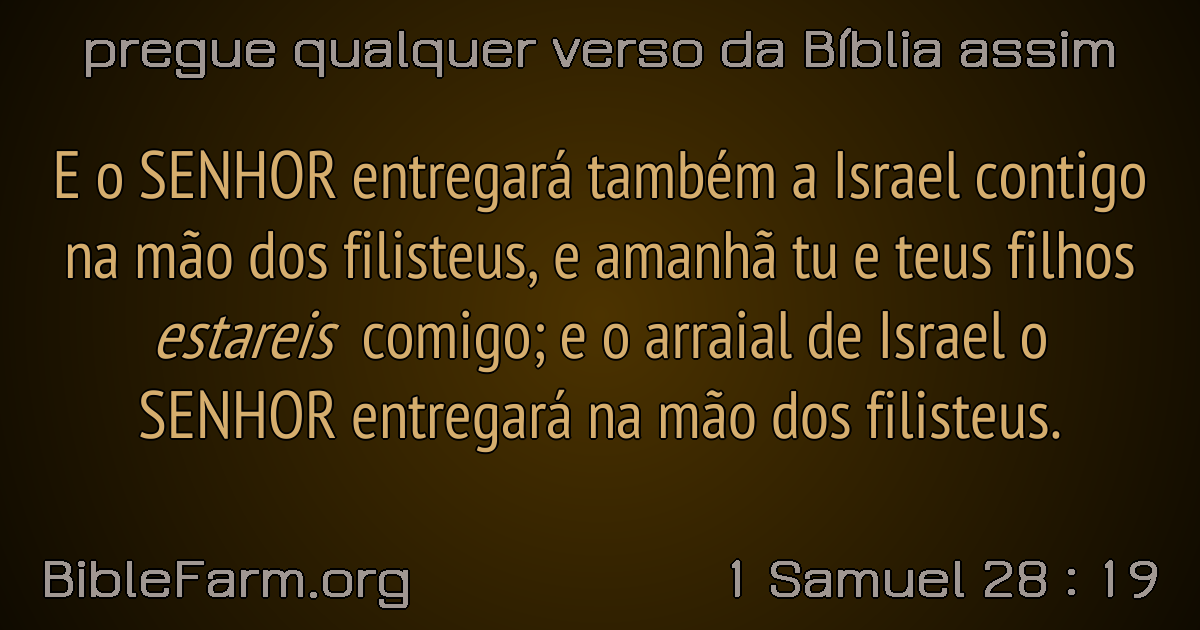 pregue qualquer verso da Bíblia assim
E o SENHOR entregará também a Israel contigo
na mão dos filisteus, e amanhã tu e teus filhos
estareis comigo; e o arraial de Israel o
SENHOR entregará na mão dos filisteus.
BibleFarm.org
1 Samuel 28 : 19